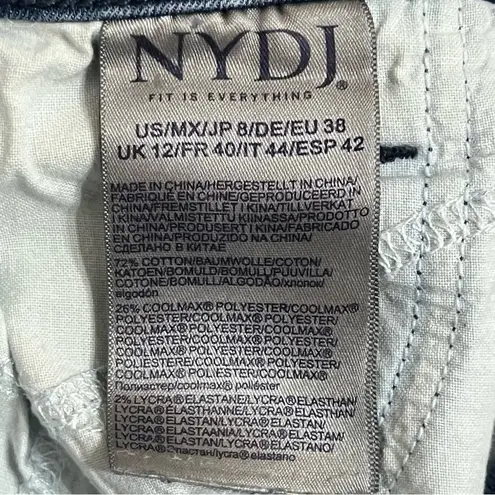 NYDJ®
FIT IS EVERYTHING
US/MX/JP 8/DE/EU 38
UK 12/FR 40/IT 44/ESP 42
MADE IN CHINA/HERGESTELLT IN CHINA/
FABRIQUÉ EN CHINE/GEPRODUCEERD IN
CHINA/FREMSTILLET I KINA/TILLVERKAT
I KINA/VALMISTETTU KIINASSA/PRODOTTO
IN CHINA/PRODUSERT I KINA/FABRICADO
EN CHINA/PRODUZIDO NA CHINA/
СДЕЛАНО В КИТАЕ
72% COTTON/BAUMWOLLE/COTON/
KATOEN/BOMULD/BOMULL/PUUVILLA/
COTONE/BOMULL/ALGODÃO/хлопок/
algodón
26% COOLMAX® POLYESTER/COOLMAX®
POLYESTER/COOLMAX® POLYESTER/
COOLMAX® POLYESTER/COOLMAX®
POLYESTER/COOLMAX® POLYESTER/
COOLMAX® POLYESTERI/COOLMAX®
POLIESTERE/COOLMAX® POLYESTER/
COOLMAX® POLIESTER/COOLMAX®
Полиэстер/coolmax® poliéster
2% LYCRA® ELASTANE/LYCRA® ELASTHAN/
LYCRA® ELASTHANNE/LYCRA® ELASTHAN/
LYCRA® ELASTAN/LYCRA® ELASTAN/
LYCRA® ELASTAANIA/LYCRA® ELASTAM/
LYCRA® ELASTAN/LYCRA® ELASTANO/
LYCRA® эластан/lycra® elastano